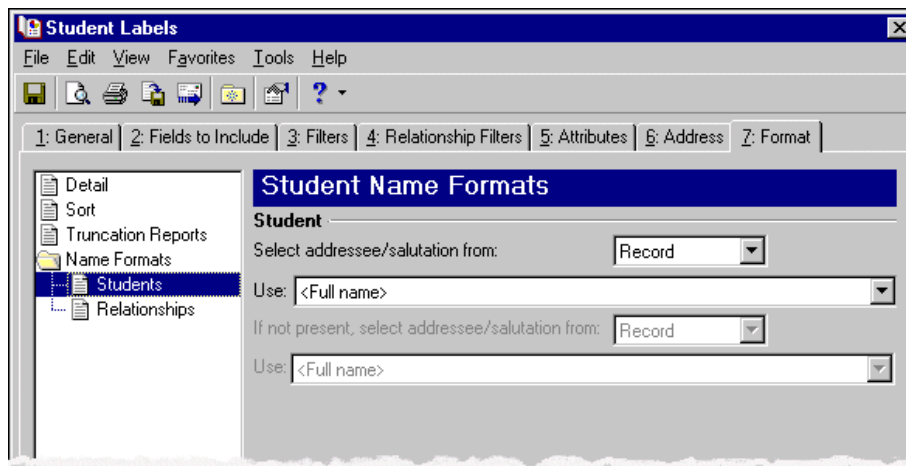 Student Labels
File Edit View Favorites Tools Help
1: General 2: Fields to Include 3: Filters 4: Relationship Filters 5: Attributes 6: Address 7: Format
Detail
Sort
Truncation Reports
Name Formats
Students
Relationships
Student Name Formats
Student
Select addressee/salutation from: Record
Use: <Full name>
If not present, select addressee/salutation from: Record
Use: <Full name>